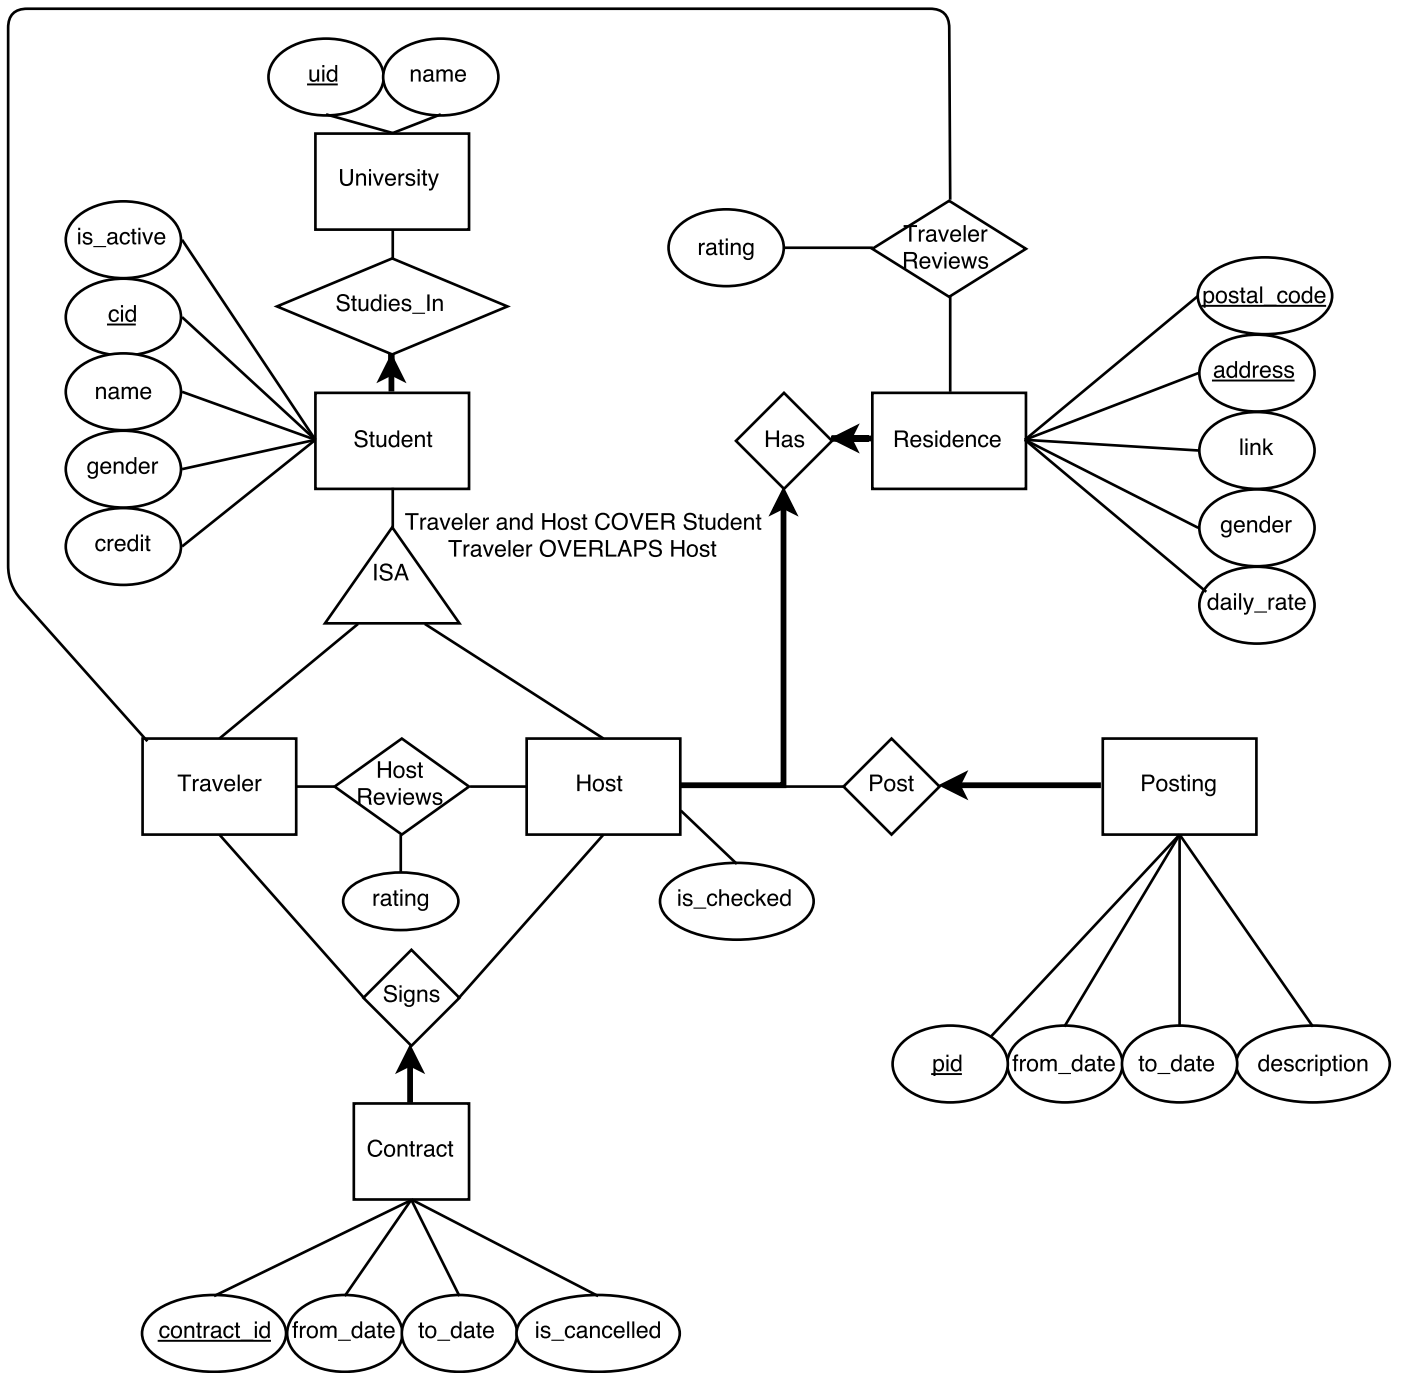 uid
name
University
is_active
Studies_In
cid
name
Student
gender
credit
Traveler and Host COVER Student
Traveler OVERLAPS Host
ISA
rating
Traveler
Reviews
postal_code
address
Has
Residence
link
gender
daily_rate
Traveler
Host
Reviews
Host
Post
Posting
rating
is_checked
Signs
pid
from_date
to_date
description
Contract
contract_id
from_date
to_date
is_cancelled